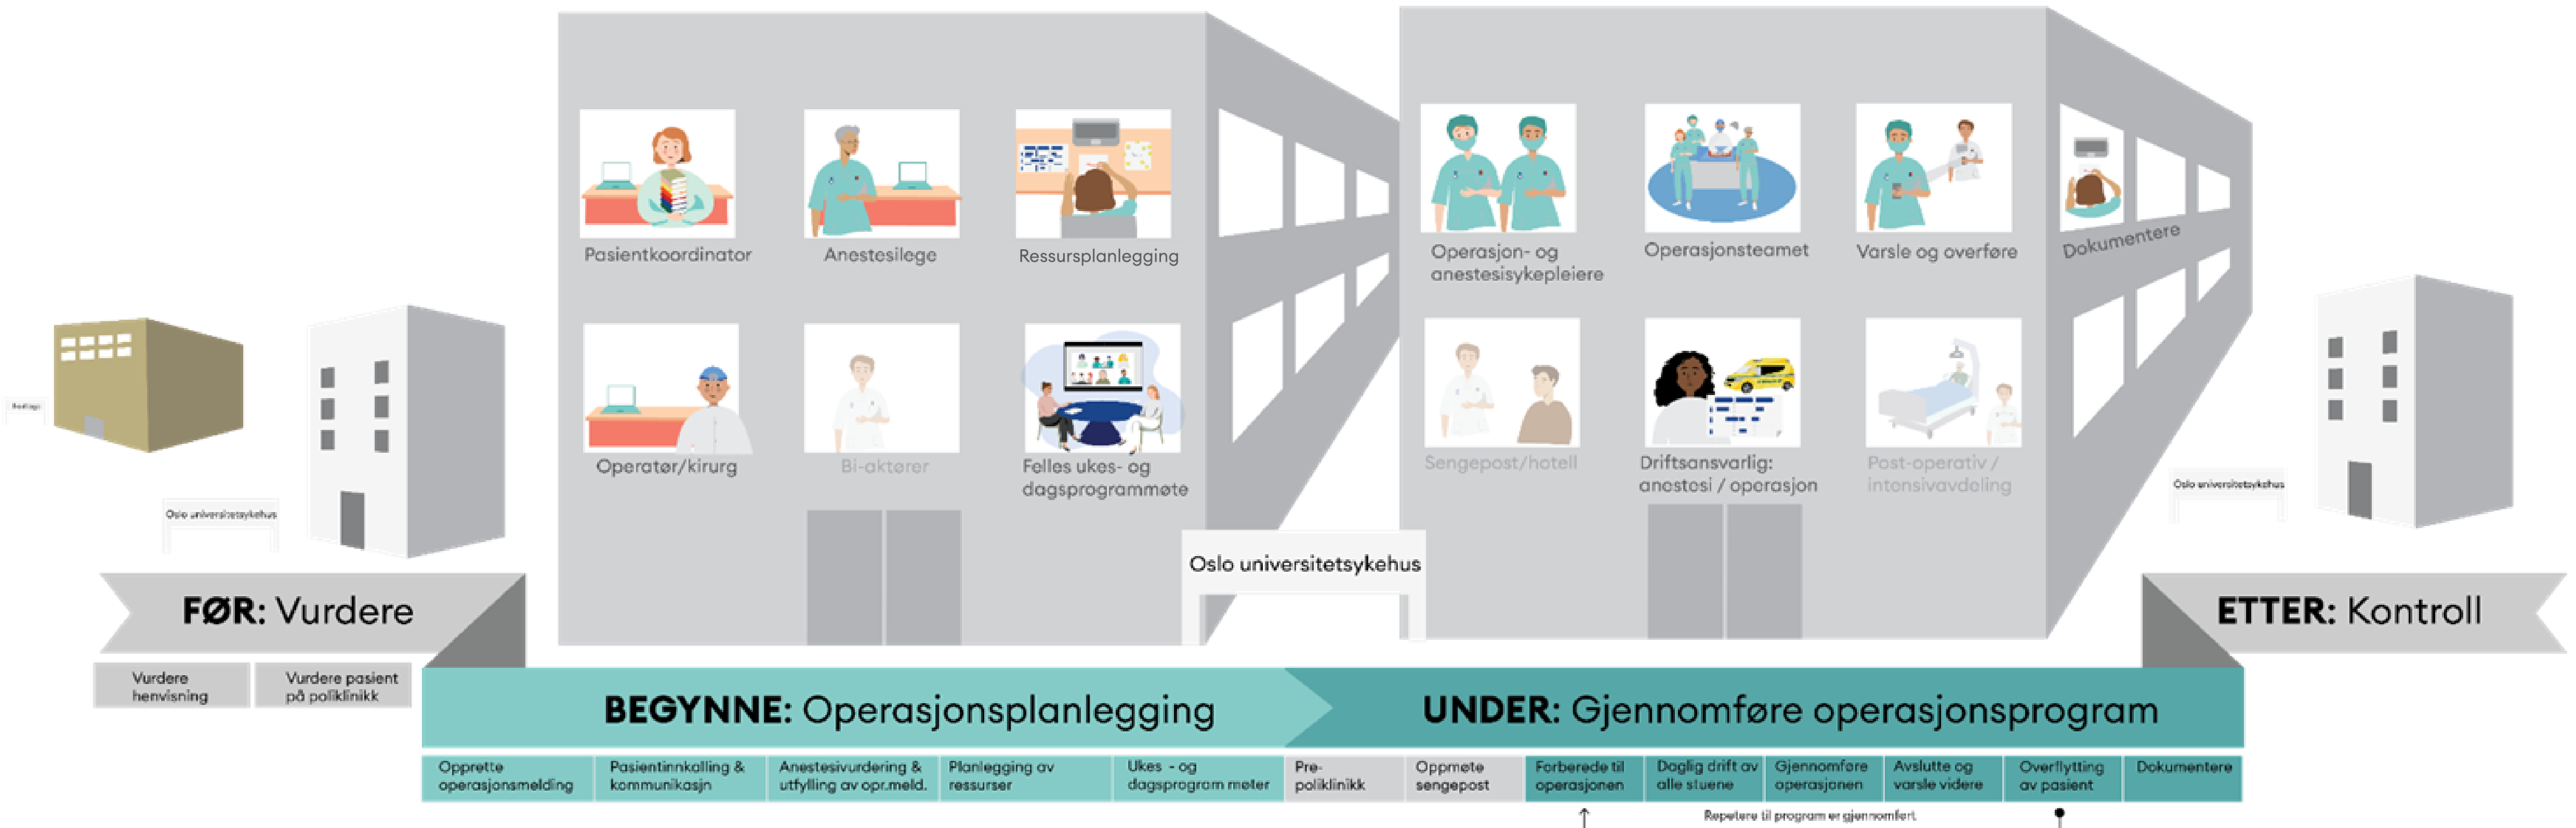 Pasientkoordinator
Anestesilege
Ressursplanlegging
Operatør/kirurg
Bi-aktører
Felles ukes- og
dagsprogrammøte
Operasjon- og
anestesisykepleiere
Operasjonsteamet
Varsle og overføre
Dokumentere
Sengepost/hotell
Driftsansvarlig:
anestesi / operasjon
Post-operativ /
intensivavdeling
Oslo universitetsykehus
Oslo universitetsykehus
Oslo universitetsykehus
FØR: Vurdere
Vurdere
henvisning
Vurdere pasient
på poliklinikk
BEGYNNE: Operasjonsplanlegging
Opprette
operasjonsmelding
Pasientinnkalling &
kommunikasjn
Anestesivurdering &
utfylling av opr.meld.
Planlegging av
ressurser
Ukes - og
dagsprogram møter
Pre-
poliklinikk
Oppmøte
sengepost
UNDER: Gjennomføre operasjonsprogram
Forberede til
operasjonen
Daglig drift av
alle stuene
Gjennomføre
operasjonen
Avslutte og
varsle videre
Overflytting
av pasient
Dokumentere
Repetere til program er gjennomført
ETTER: Kontroll